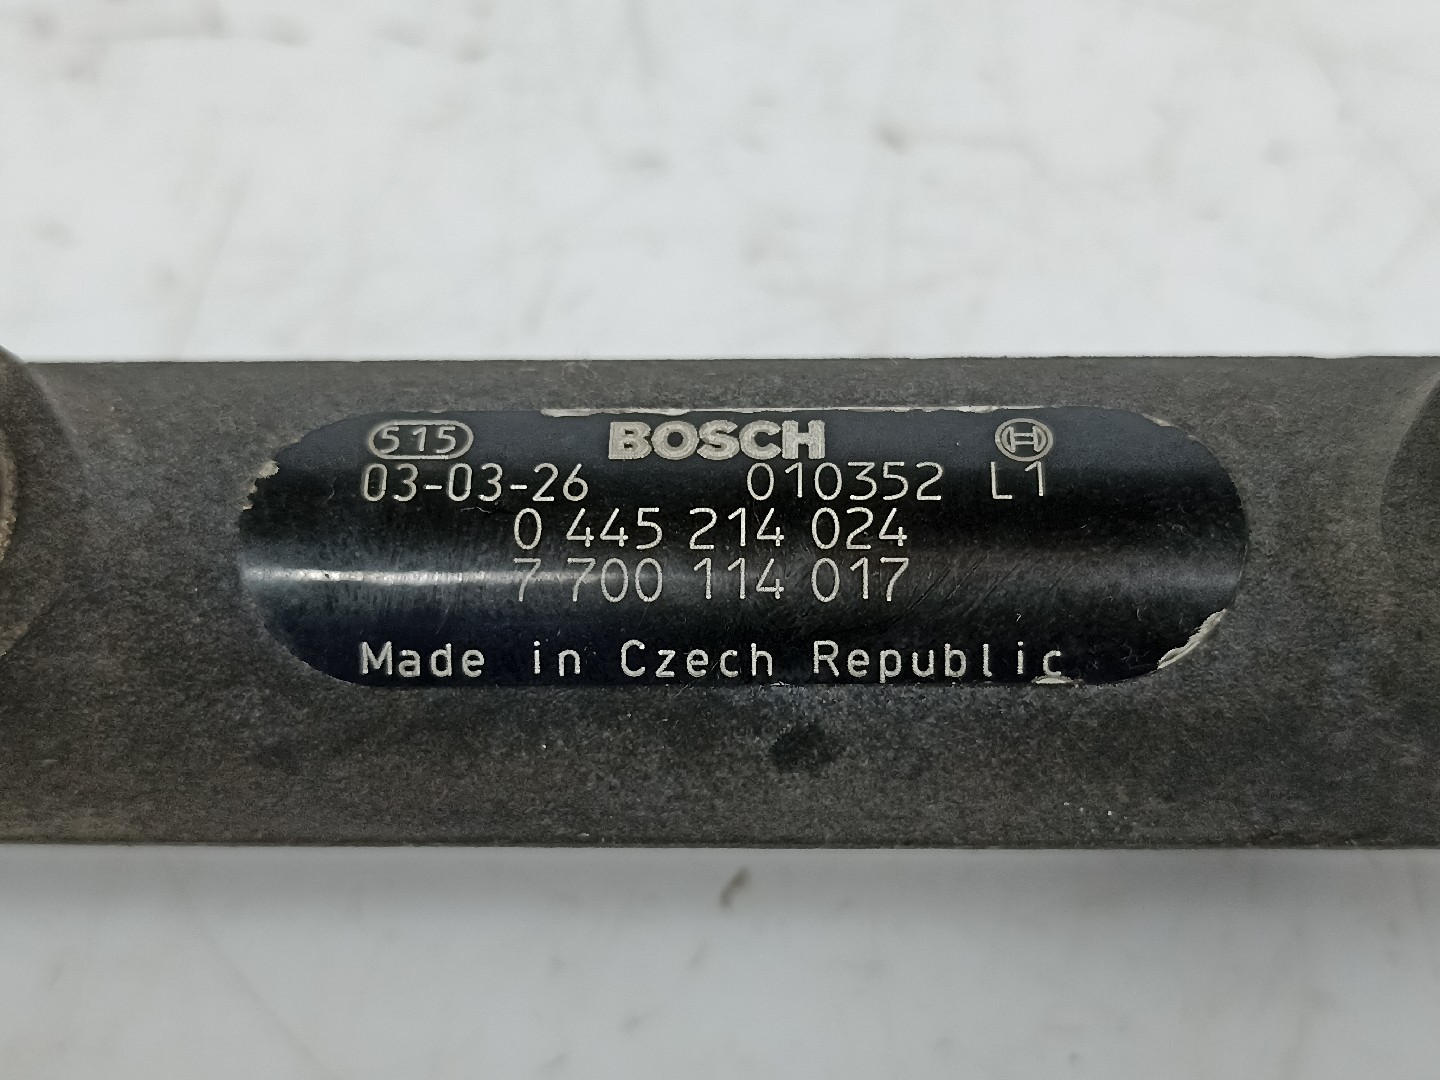 515 BOSCH
03-03-26 010352 L1
0 445 214 024
7 700 114 017
Made in Czech Republic